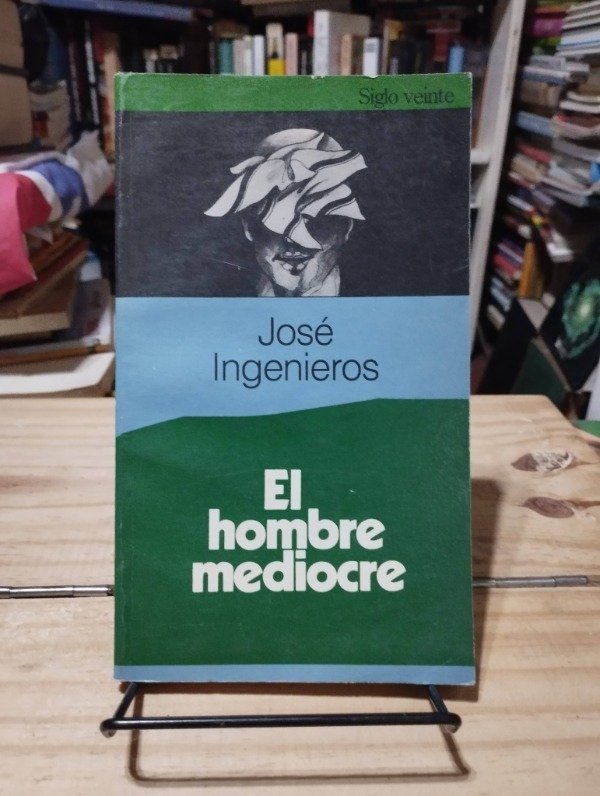 Siglo veinte
José
Ingenieros
El
hombre
mediocre